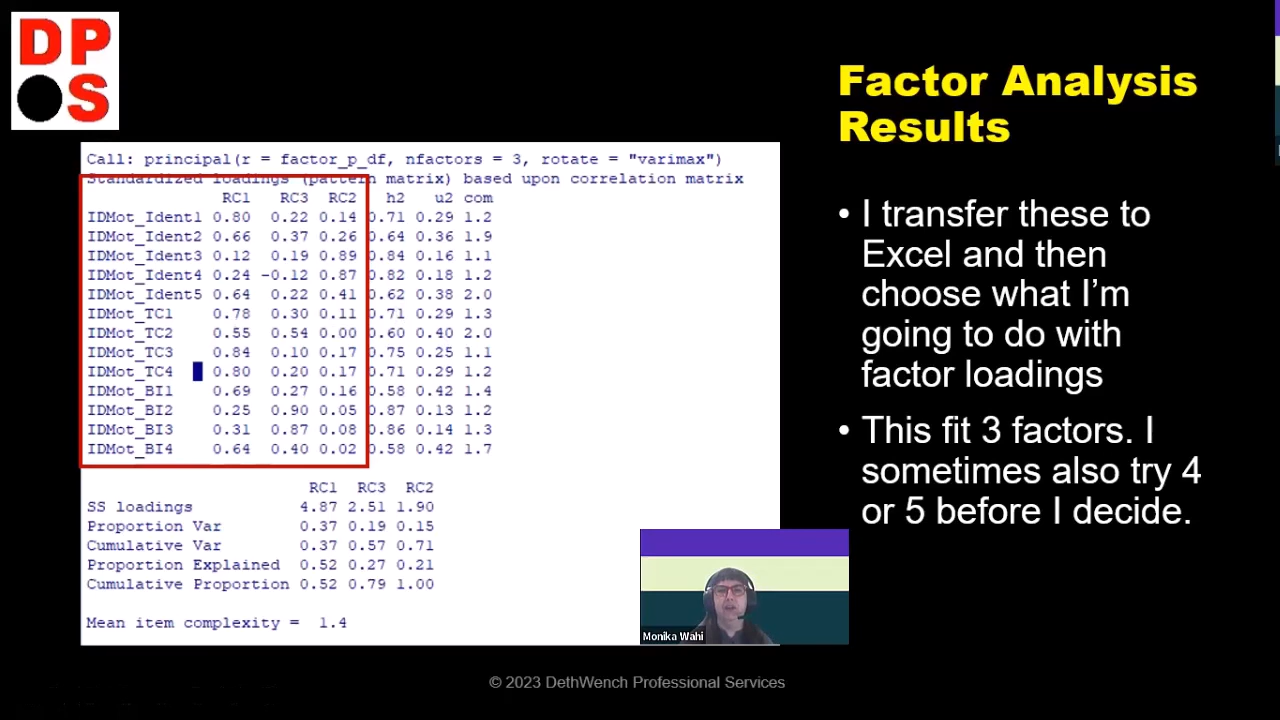 DP
S
Factor Analysis
Results
Call: principal(r = factor_p_df, nfactors = 3, rotate = "varimax")
Standardized loadings (pattern matrix) based upon correlation matrix
RC1 RC3 RC2 h2 u2 com
IDMot_Ident1 0.80 0.22 0.14 0.71 0.29 1.2
IDMot_Ident2 0.66 0.37 0.26 0.64 0.36 1.9
IDMot_Ident3 0.12 0.19 0.89 0.84 0.16 1.1
IDMot_Ident4 0.24 -0.12 0.87 0.82 0.18 1.2
IDMot_Ident5 0.64 0.22 0.41 0.62 0.38 2.0
IDMot_TC1 0.78 0.30 0.11 0.71 0.29 1.3
IDMot_TC2 0.55 0.54 0.00 0.60 0.40 2.0
IDMot_TC3 0.84 0.10 0.17 0.75 0.25 1.1
IDMot_TC4 0.80 0.20 0.17 0.71 0.29 1.2
IDMot_BI1 0.69 0.27 0.16 0.58 0.42 1.4
IDMot_BI2 0.25 0.90 0.05 0.87 0.13 1.2
IDMot_BI3 0.31 0.87 0.08 0.86 0.14 1.3
IDMot_BI4 0.64 0.40 0.02 0.58 0.42 1.7
RC1 RC3 RC2
SS loadings 4.87 2.51 1.90
Proportion Var 0.37 0.19 0.15
Cumulative Var 0.37 0.57 0.71
Proportion Explained 0.52 0.27 0.21
Cumulative Proportion 0.52 0.79 1.00
Mean item complexity = 1.4
• I transfer these to
Excel and then
choose what I'm
going to do with
factor loadings
• This fit 3 factors. I
sometimes also try 4
or 5 before I decide.
Monika Wahi
© 2023 DethWench Professional Services